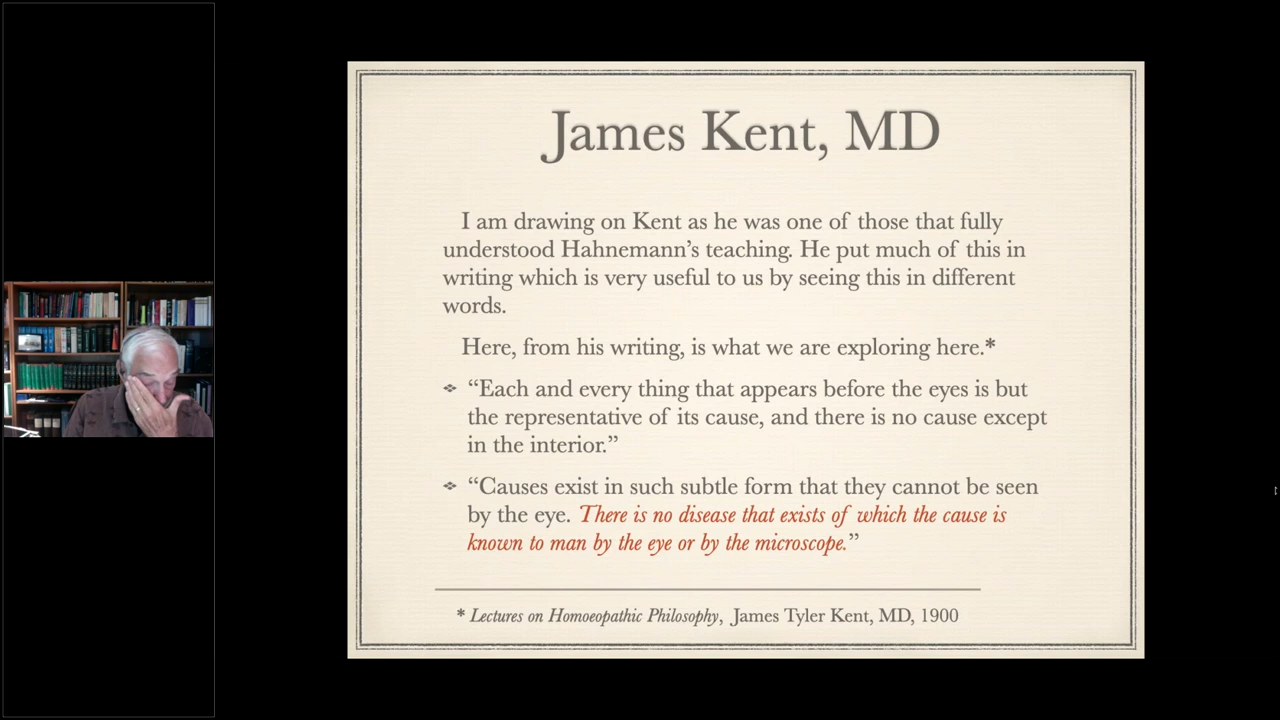 James Kent, MD
I am drawing on Kent as he was one of those that fully
understood Hahnemann’s teaching. He put much of this in
writing which is very useful to us by seeing this in different
words.
Here, from his writing, is what we are exploring here.*
“Each and every thing that appears before the eyes is but
the representative of its cause, and there is no cause except
in the interior.”
“Causes exist in such subtle form that they cannot be seen
by the eye. There is no disease that exists of which the cause is
known to man by the eye or by the microscope.”
* Lectures on Homoeopathic Philosophy, James Tyler Kent, MD, 1900